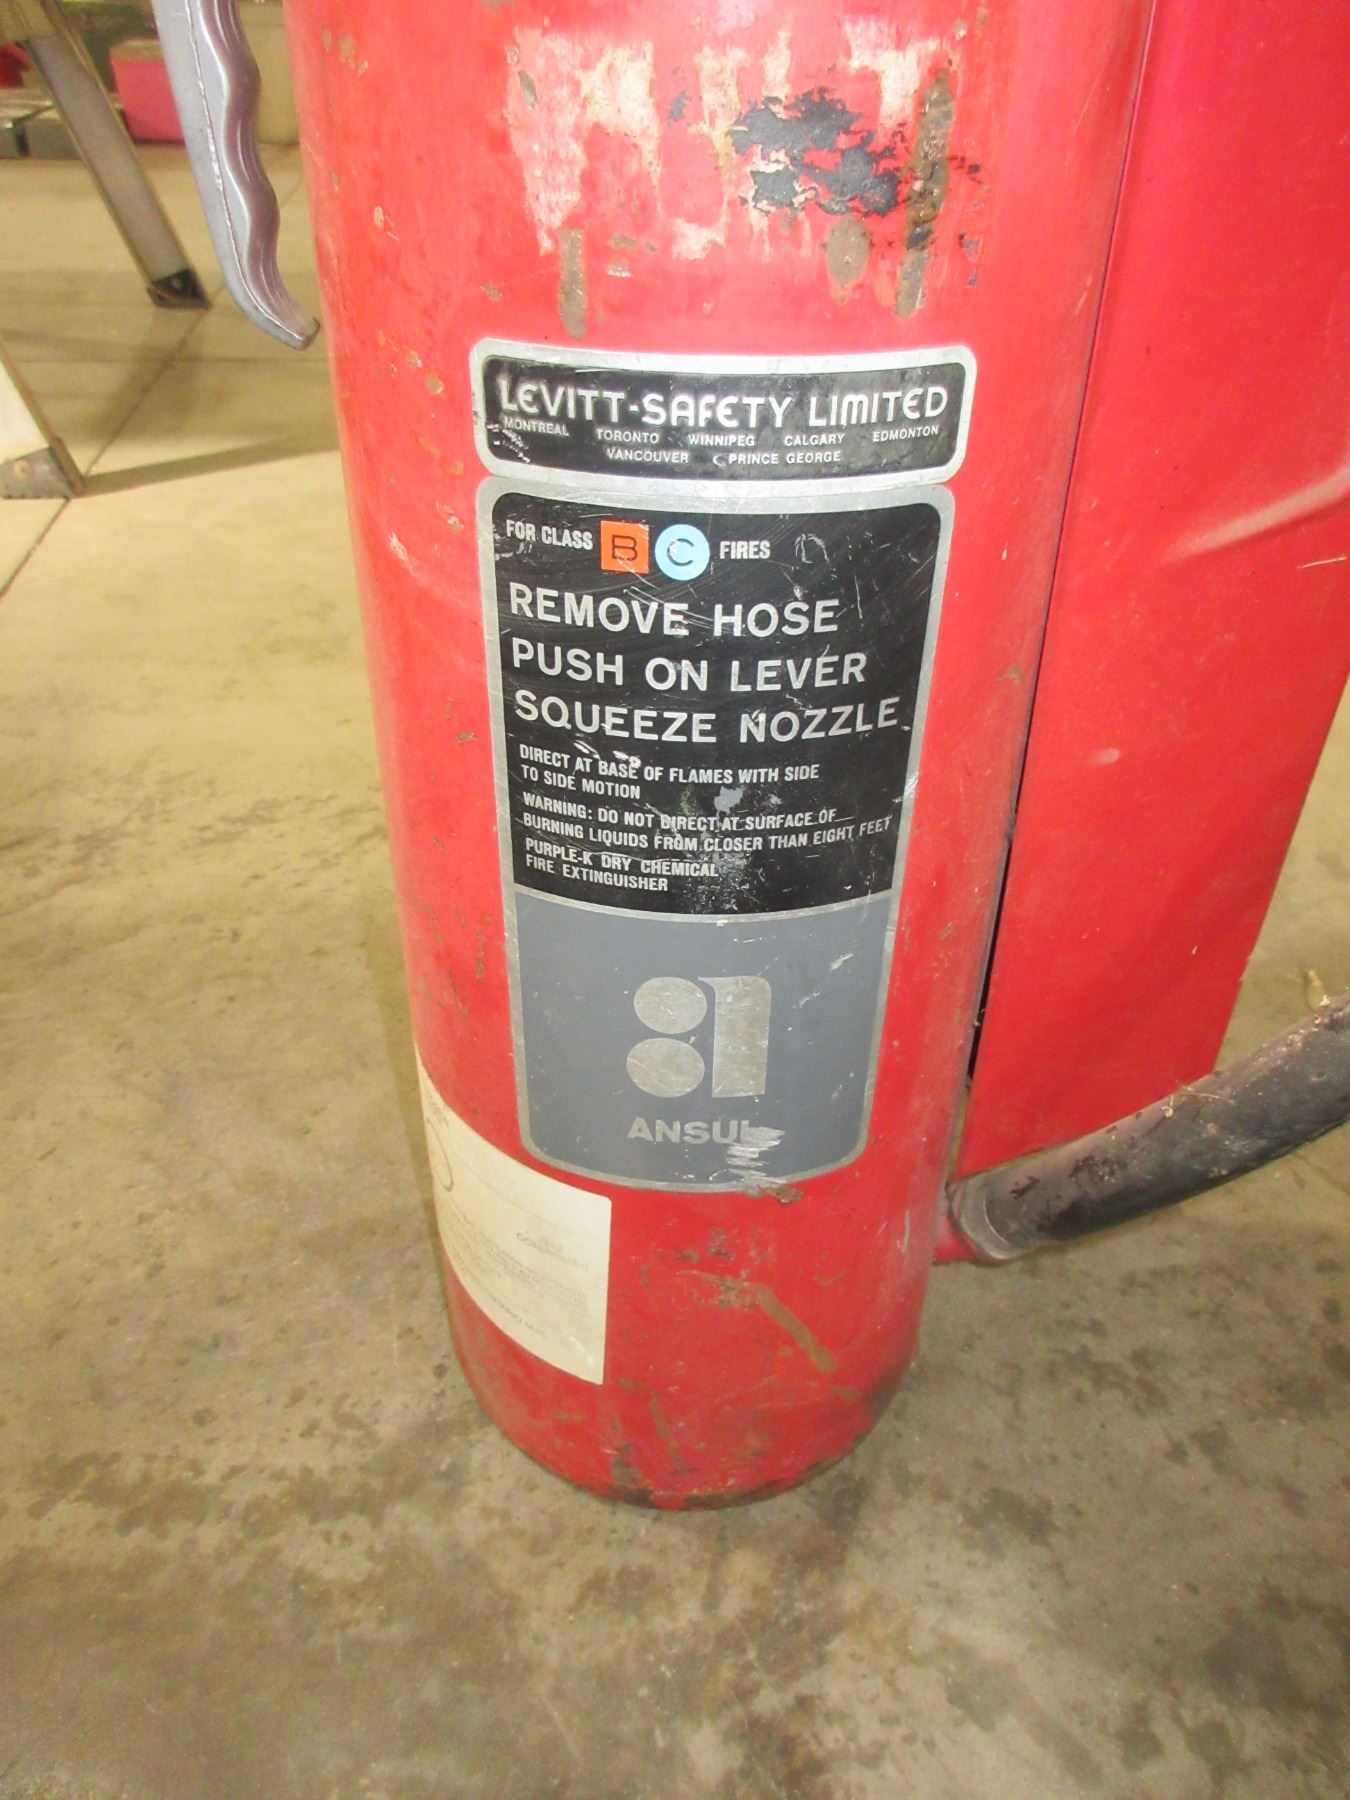 LEVITT-SAFETY LIMITED
MONTREAL TORONTO WINNIPEG CALGARY EDMONTON
VANCOUVER PRINCE GEORGE
FOR CLASS B C FIRES
REMOVE HOSE
PUSH ON LEVER
SQUEEZE NOZZLE
DIRECT AT BASE OF FLAMES WITH SIDE
TO SIDE MOTION
WARNING: DO NOT DIRECT AT SURFACE OF
BURNING LIQUIDS FROM CLOSER THAN EIGHT FEET
PURPLE-K DRY CHEMICAL
FIRE EXTINGUISHER
ANSUL